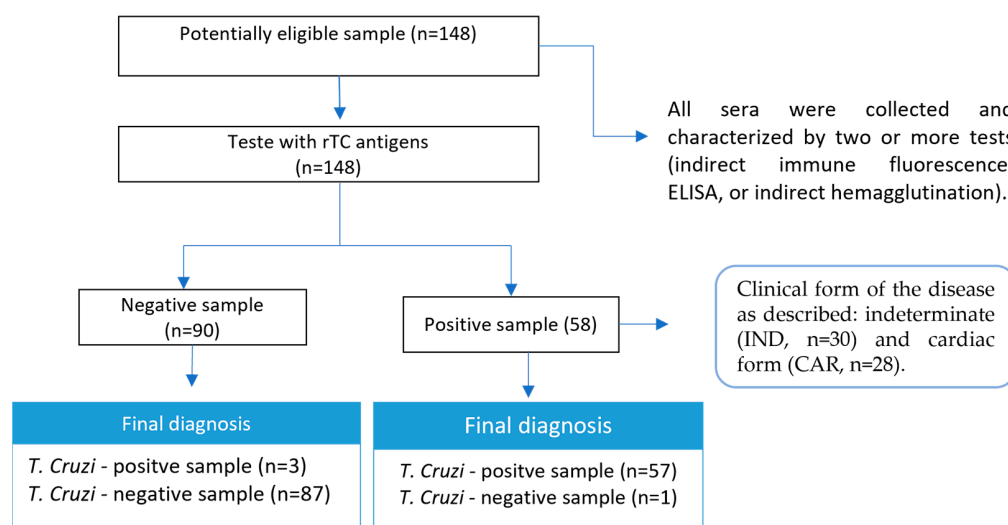 Potentially eligible sample (n=148)
All sera were collected and
characterized by two or more tests
(indirect immune fluorescence
ELISA, or indirect hemagglutination).
Teste with rTC antigens
(n=148)
Negative sample
(n=90)
Positive sample (58)
Clinical form of the disease
as described: indeterminate
(IND, n=30) and cardiac
form (CAR, n=28).
Final diagnosis
T. Cruzi - positve sample (n=3)
T. Cruzi - negative sample (n=87)
Final diagnosis
T. Cruzi - positve sample (n=57)
T. Cruzi - negative sample (n=1)